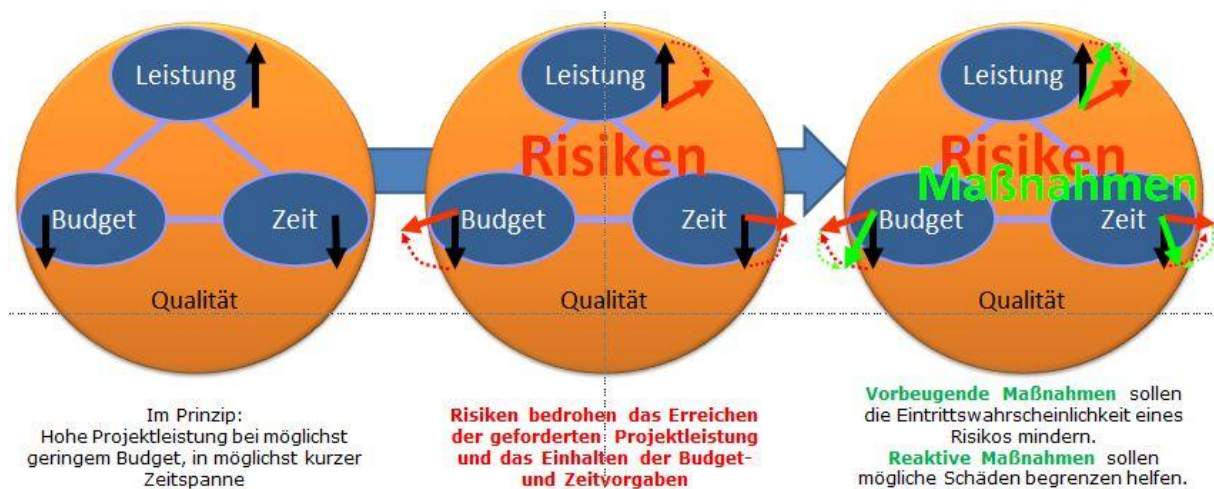 Leistung
Budget
Zeit
Qualität
Im Prinzip:
Hohe Projektleistung bei möglichst
geringem Budget, in möglichst kurzer
Zeitspanne
Leistung
Risiken
Budget
Zeit
Qualität
Risiken bedrohen das Erreichen
der geforderten Projektleistung
und das Einhalten der Budget-
und Zeitvorgaben
Leistung
Risiken
Maßnahmen
Budget
Zeit
Qualität
Vorbeugende Maßnahmen sollen
die Eintrittswahrscheinlichkeit eines
Risikos mindern.
Reaktive Maßnahmen sollen
mögliche Schäden begrenzen helfen.